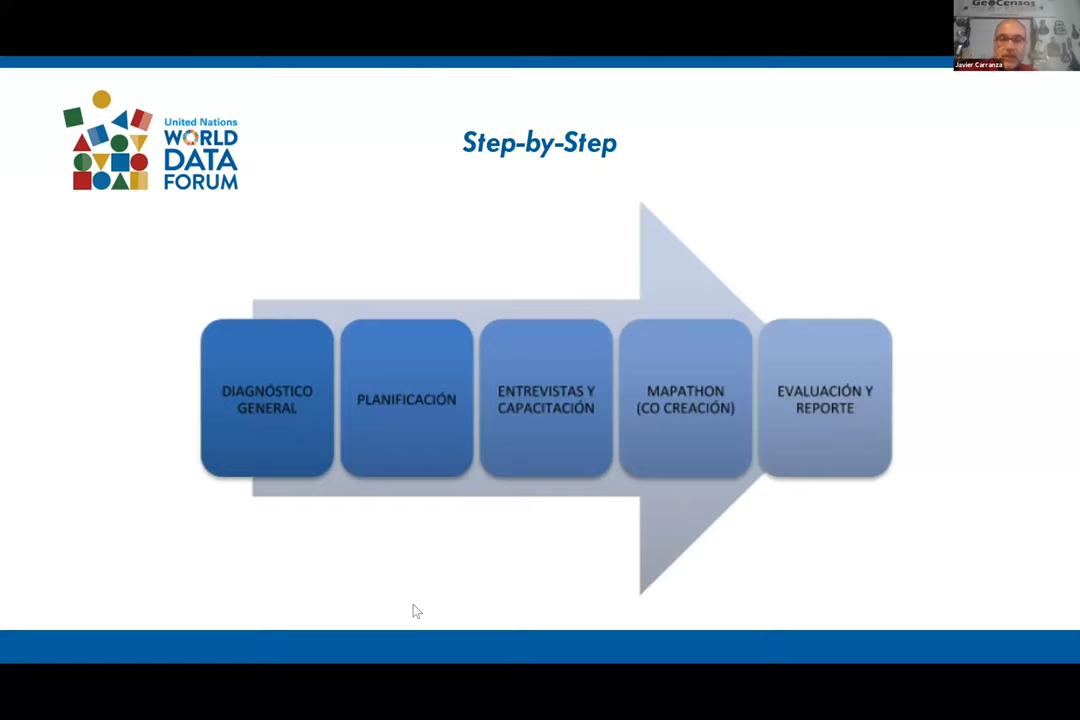 GeoCensos
Javier Carranza
United Nations
WORLD
DATA
FORUM
Step-by-Step
DIAGNÓSTICO
GENERAL
PLANIFICACIÓN
ENTREVISTAS Y
CAPACITACIÓN
MAPATHON
(CO CREACIÓN)
EVALUACIÓN Y
REPORTE